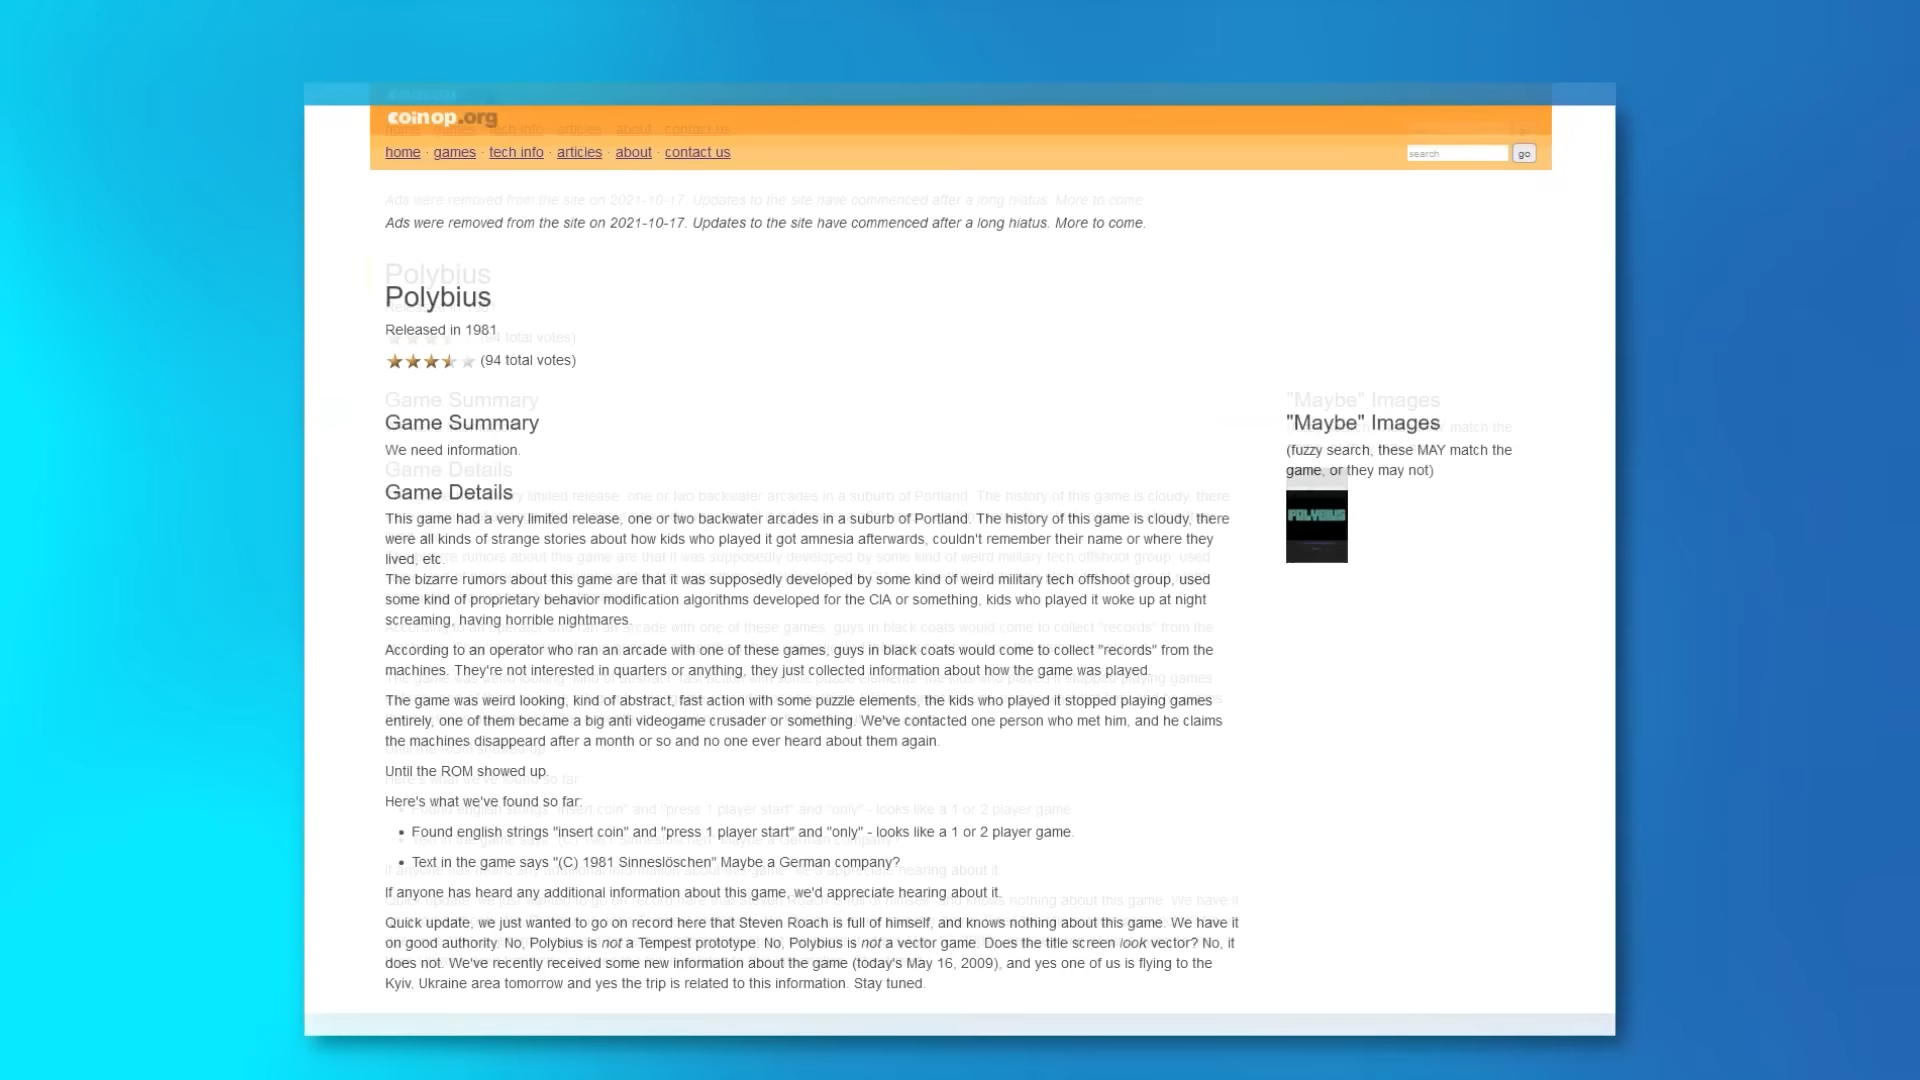 coinop.org
home · games · tech info · articles · about · contact us
search
go
Ads were removed from the site on 2021-10-17. Updates to the site have commenced after a long hiatus. More to come.
Polybius
Released in 1981
(94 total votes)
Game Summary
We need information.
Game Details
This game had a very limited release, one or two backwater arcades in a suburb of Portland. The history of this game is cloudy, there
were all kinds of strange stories about how kids who played it got amnesia afterwards, couldn't remember their name or where they
lived, etc.
The bizarre rumors about this game are that it was supposedly developed by some kind of weird military tech offshoot group, used
some kind of proprietary behavior modification algorithms developed for the CIA or something, kids who played it woke up at night
screaming, having horrible nightmares.
According to an operator who ran an arcade with one of these games, guys in black coats would come to collect "records" from the
machines. They're not interested in quarters or anything, they just collected information about how the game was played.
The game was weird looking, kind of abstract, fast action with some puzzle elements, the kids who played it stopped playing games
entirely, one of them became a big anti videogame crusader or something. We've contacted one person who met him, and he claims
the machines disappeard after a month or so and no one ever heard about them again.
Until the ROM showed up.
Here's what we've found so far:
• Found english strings "insert coin" and "press 1 player start" and "only" - looks like a 1 or 2 player game.
• Text in the game says "(C) 1981 Sinneslöschen" Maybe a German company?
If anyone has heard any additional information about this game, we'd appreciate hearing about it.
Quick update, we just wanted to go on record here that Steven Roach is full of himself, and knows nothing about this game. We have it
on good authority. No, Polybius is not a Tempest prototype. No, Polybius is not a vector game. Does the title screen look vector? No, it
does not. We've recently received some new information about the game (today's May 16, 2009), and yes one of us is flying to the
Kyiv, Ukraine area tomorrow and yes the trip is related to this information. Stay tuned.
"Maybe" Images
(fuzzy search, these MAY match the
game, or they may not)
POLYBIUS